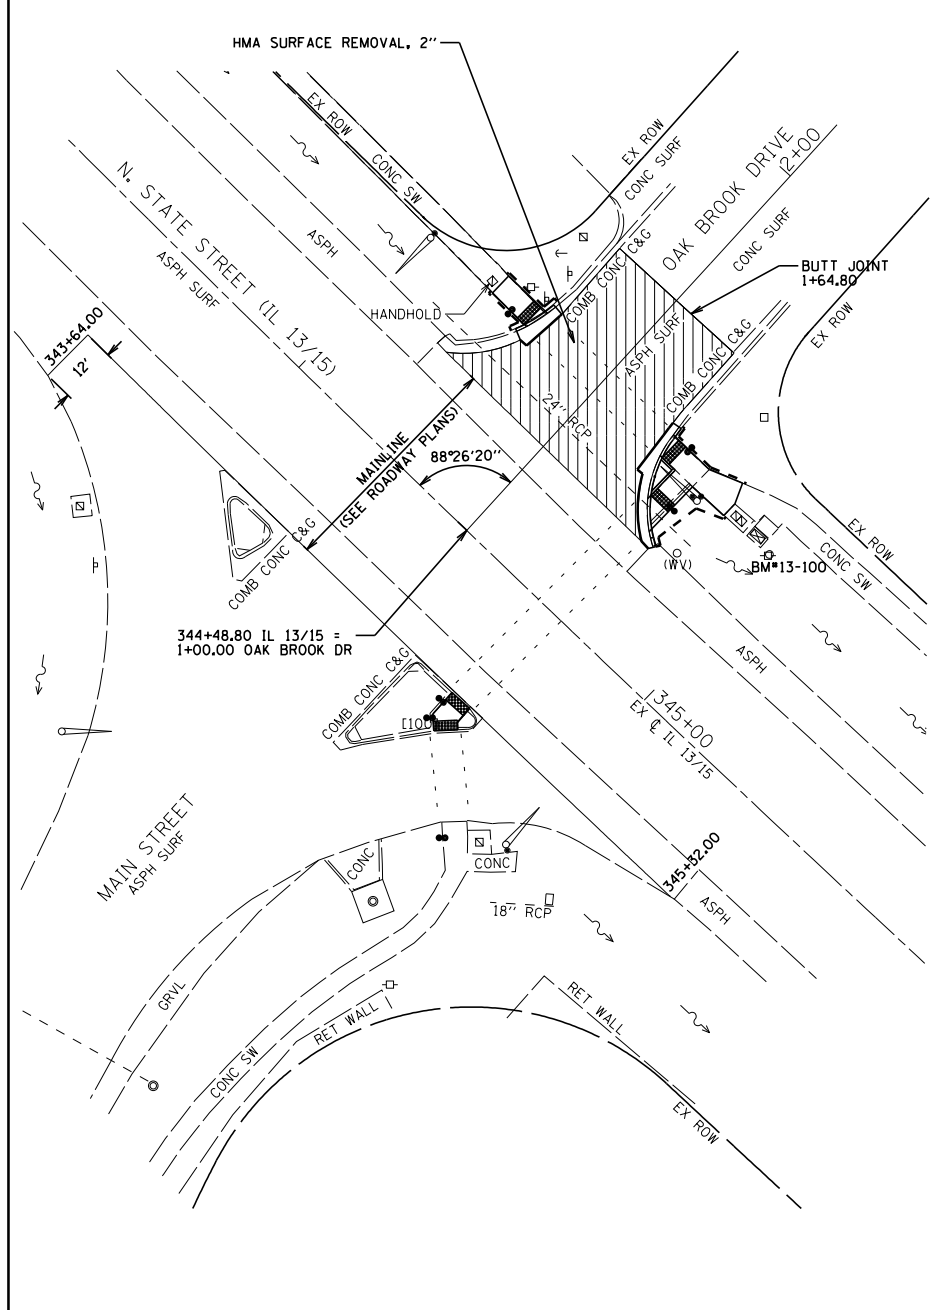 HMA SURFACE REMOVAL, 2"
EX ROW
CONC SW
EX ROW
CONC SURF
OAK BROOK DRIVE
2+00
CONC SURF
N. STATE STREET (IL 13/15)
ASPH SURF
ASPH
BUTT JOINT
1+64.80
COMB CONC C&G
HANDHOLD
EX ROW
343+64.00
12'
ASPH SURF
COMB CONC C&G
24" RCP
MAINLINE
(SEE ROADWAY PLANS)
88°26'20"
COMB CONC C&G
EX ROW
CONC SW
(WV)
BM#13-100
344+48.80 IL 13/15 =
1+00.00 OAK BROOK DR
COMB CONC C&G
ASPH
345+00
EX ℄ IL 13/15
MAIN STREET
ASPH SURF
CONC
CONC
345+32.00
ASPH
18" RCP
GRVL
CONC SW
RET WALL
RET WALL
EX ROW